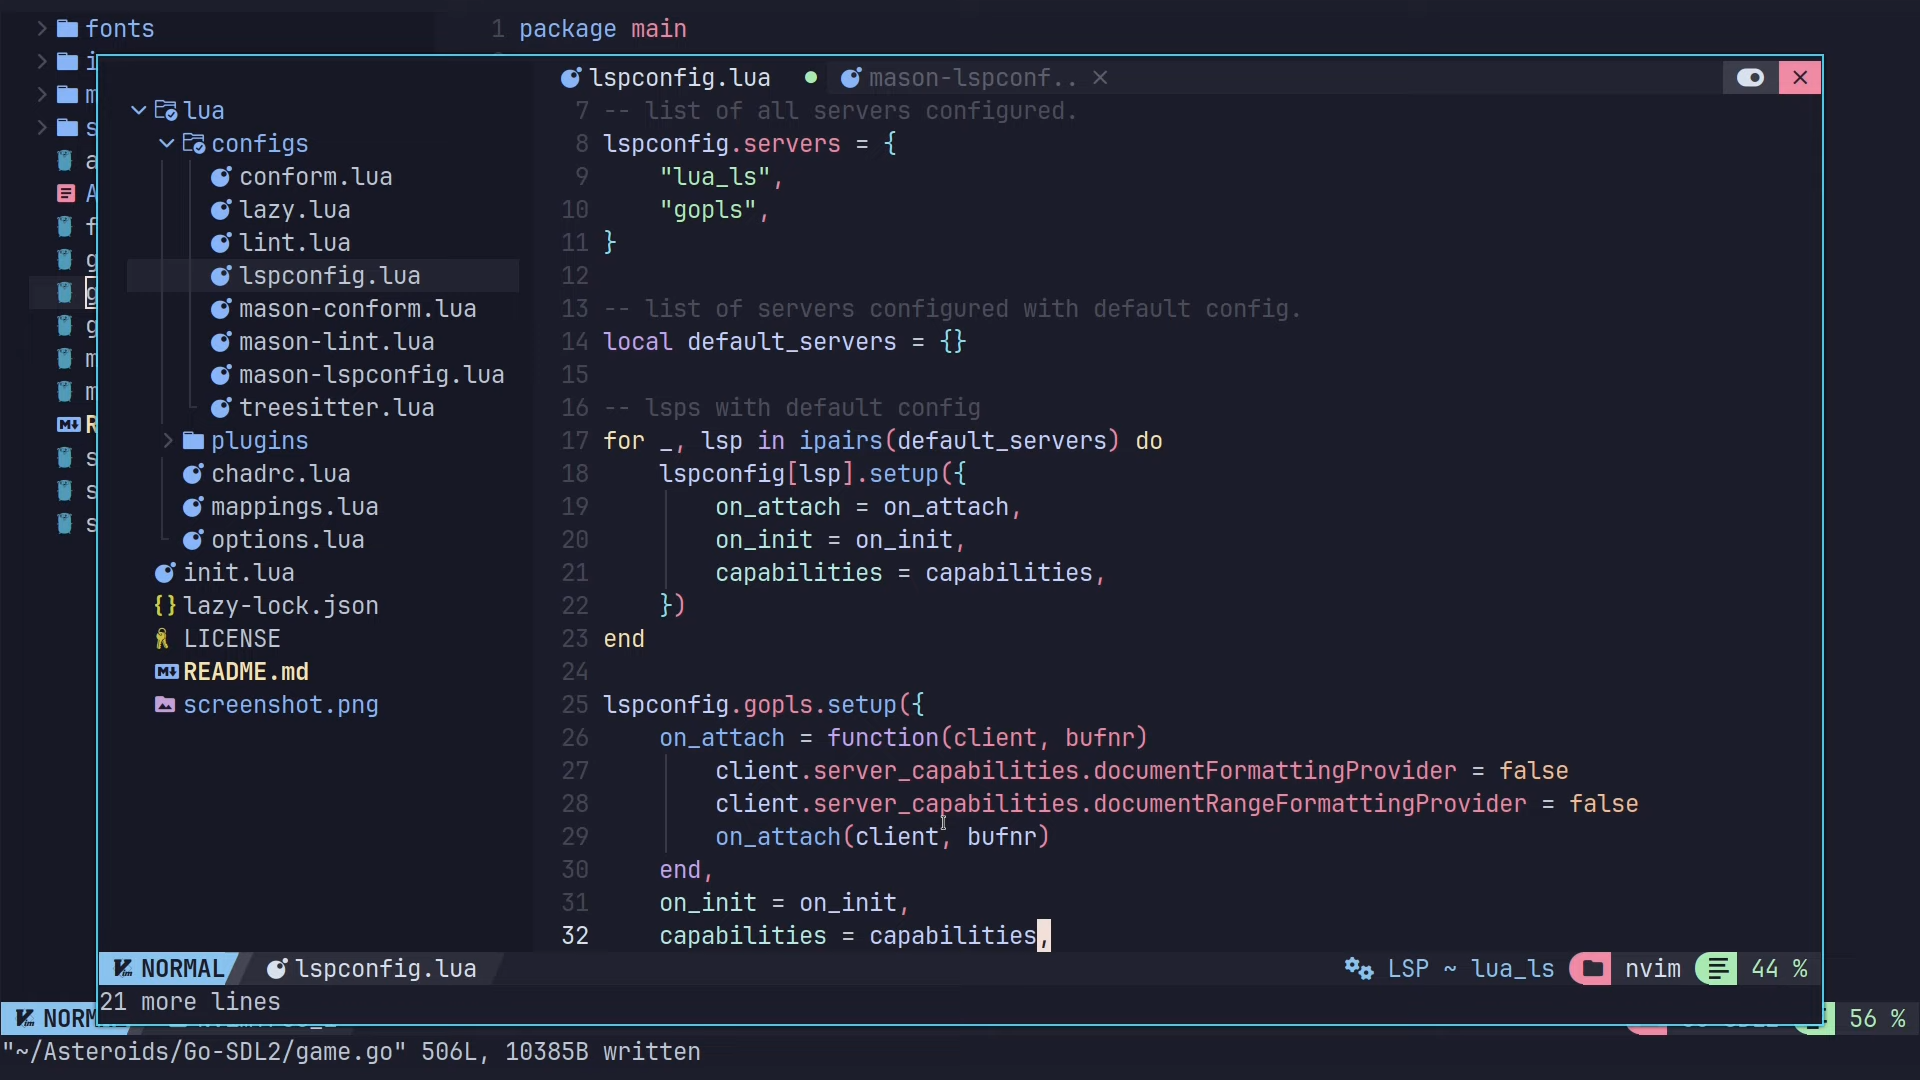 fonts
1 package main
i
m
s
a
A
f
g
g
g
m
m
R
s
s
s
lua
configs
conform.lua
lazy.lua
lint.lua
lspconfig.lua
mason-conform.lua
mason-lint.lua
mason-lspconfig.lua
treesitter.lua
plugins
chadrc.lua
mappings.lua
options.lua
init.lua
lazy-lock.json
LICENSE
README.md
screenshot.png
lspconfig.lua mason-lspconf..
7 -- list of all servers configured.
8 lspconfig.servers = {
9 "lua_ls",
10 "gopls",
11 }
12
13 -- list of servers configured with default config.
14 local default_servers = {}
15
16 -- lsps with default config
17 for _, lsp in ipairs(default_servers) do
18 lspconfig[lsp].setup({
19 on_attach = on_attach,
20 on_init = on_init,
21 capabilities = capabilities,
22 })
23 end
24
25 lspconfig.gopls.setup({
26 on_attach = function(client, bufnr)
27 client.server_capabilities.documentFormattingProvider = false
28 client.server_capabilities.documentRangeFormattingProvider = false
29 on_attach(client, bufnr)
30 end,
31 on_init = on_init,
32 capabilities = capabilities,
NORMAL lspconfig.lua LSP ~ lua_ls nvim 44 %
21 more lines
NORM 56 %
"~/Asteroids/Go-SDL2/game.go" 506L, 10385B written